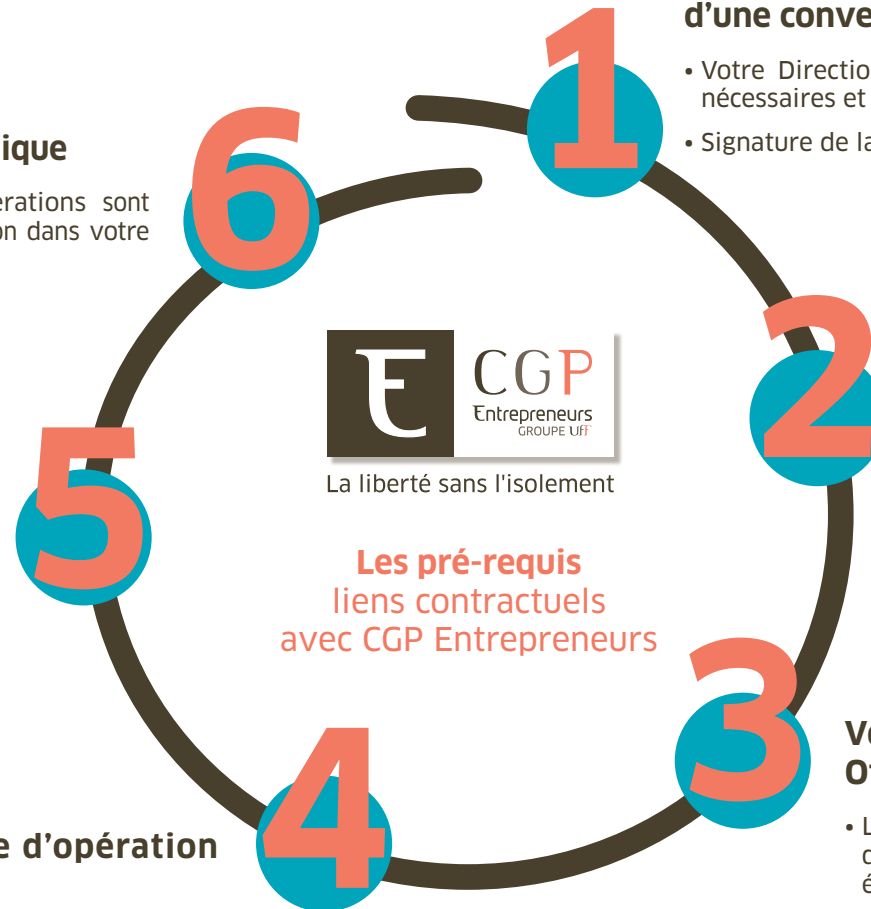 d'une conve
• Votre Directio
nécessaires et
• Signature de la
1
6
ique
erations sont
on dans votre
2
CGP
Entrepreneurs
GROUPE UFF
La liberté sans l'isolement
5
Les pré-requis
liens contractuels
avec CGP Entrepreneurs
3
4
e d'opération
• L
é